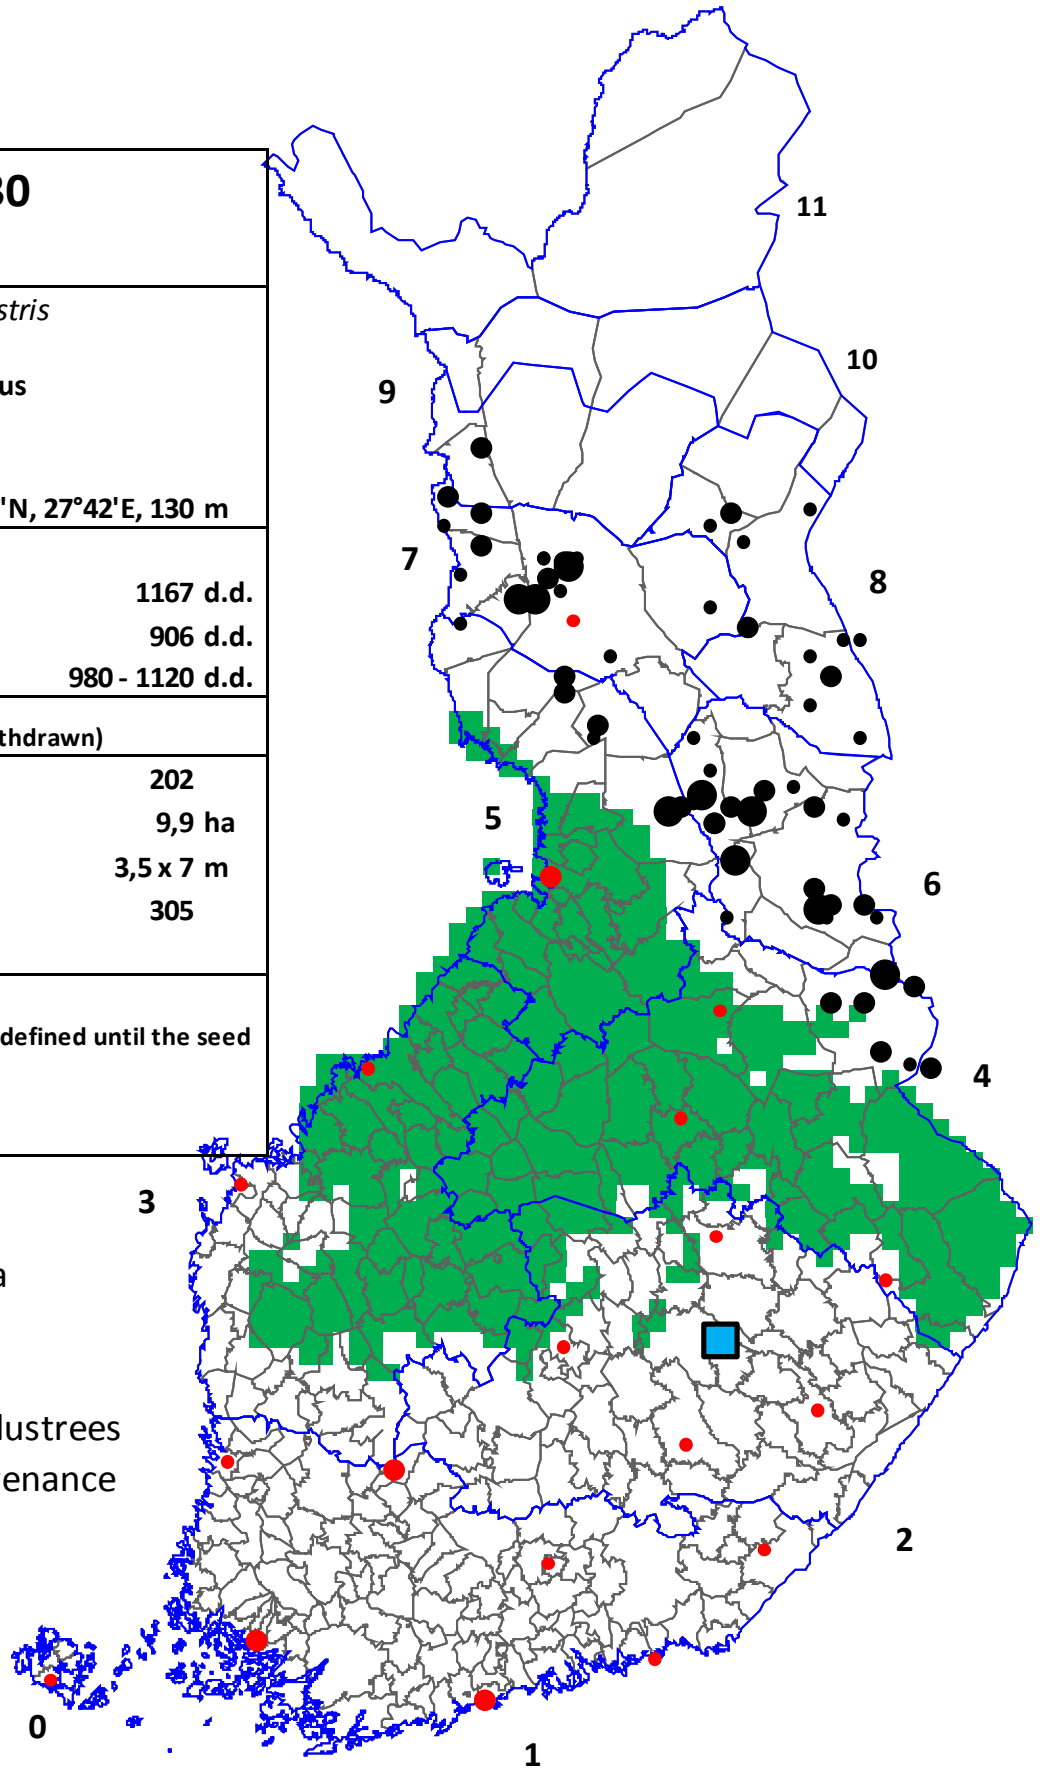 30
stris
us
'N, 27°42'E, 130 m
1167 d.d.
906 d.d.
980 - 1120 d.d.
thdrawn)
202
9,9 ha
3,5 x 7 m
305
defined until the seed
a
lustrees
venance
11
10
9
7
8
5
6
4
3
2
0
1